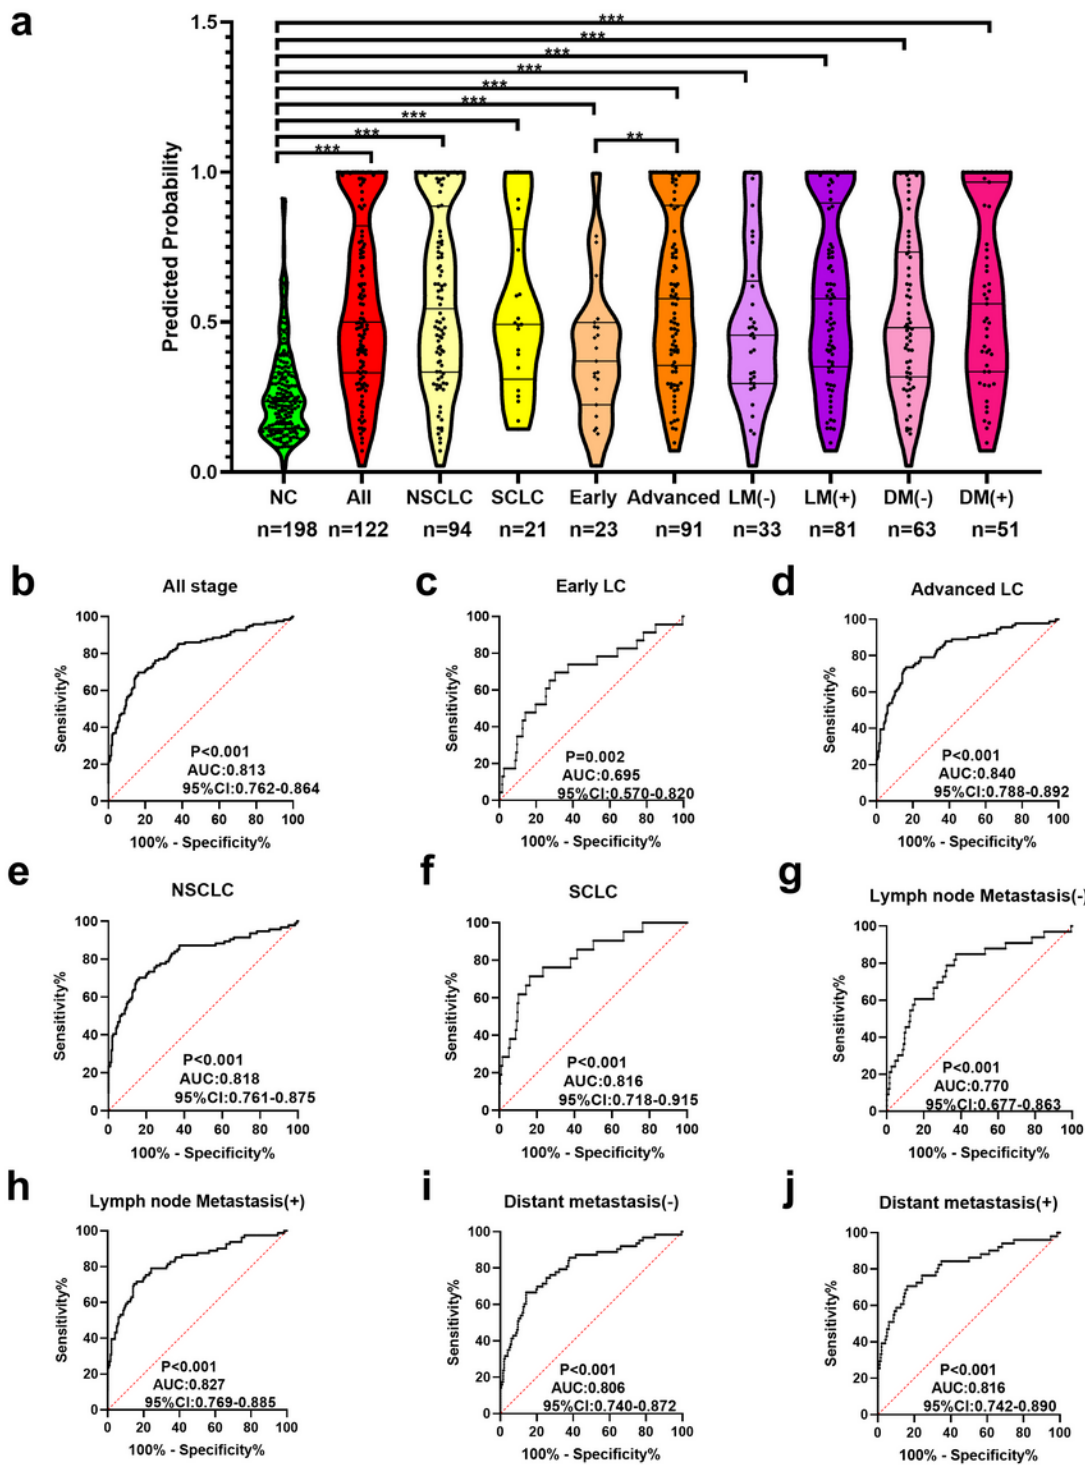 a
Predicted Probability
1.5
1.0
0.5
0.0
***
***
***
***
***
***
***
***
***
**
NC All NSCLC SCLC Early Advanced LM(-) LM(+) DM(-) DM(+)
n=198 n=122 n=94 n=21 n=23 n=91 n=33 n=81 n=63 n=51
b
All stage
Sensitivity%
100
80
60
40
20
0
P<0.001
AUC:0.813
95%CI:0.762-0.864
0 20 40 60 80 100
100% - Specificity%
c
Early LC
Sensitivity%
100
80
60
40
20
0
P=0.002
AUC:0.695
95%CI:0.570-0.820
0 20 40 60 80 100
100% - Specificity%
d
Advanced LC
Sensitivity%
100
80
60
40
20
0
P<0.001
AUC:0.840
95%CI:0.788-0.892
0 20 40 60 80 100
100% - Specificity%
e
NSCLC
Sensitivity%
100
80
60
40
20
0
P<0.001
AUC:0.818
95%CI:0.761-0.875
0 20 40 60 80 100
100% - Specificity%
f
SCLC
Sensitivity%
100
80
60
40
20
0
P<0.001
AUC:0.816
95%CI:0.718-0.915
0 20 40 60 80 100
100% - Specificity%
g
Lymph node Metastasis(-)
Sensitivity%
100
80
60
40
20
0
P<0.001
AUC:0.770
95%CI:0.677-0.863
0 20 40 60 80 100
100% - Specificity%
h
Lymph node Metastasis(+)
Sensitivity%
100
80
60
40
20
0
P<0.001
AUC:0.827
95%CI:0.769-0.885
0 20 40 60 80 100
100% - Specificity%
i
Distant metastasis(-)
Sensitivity%
100
80
60
40
20
0
P<0.001
AUC:0.806
95%CI:0.740-0.872
0 20 40 60 80 100
100% - Specificity%
j
Distant metastasis(+)
Sensitivity%
100
80
60
40
20
0
P<0.001
AUC:0.816
95%CI:0.742-0.890
0 20 40 60 80 100
100% - Specificity%